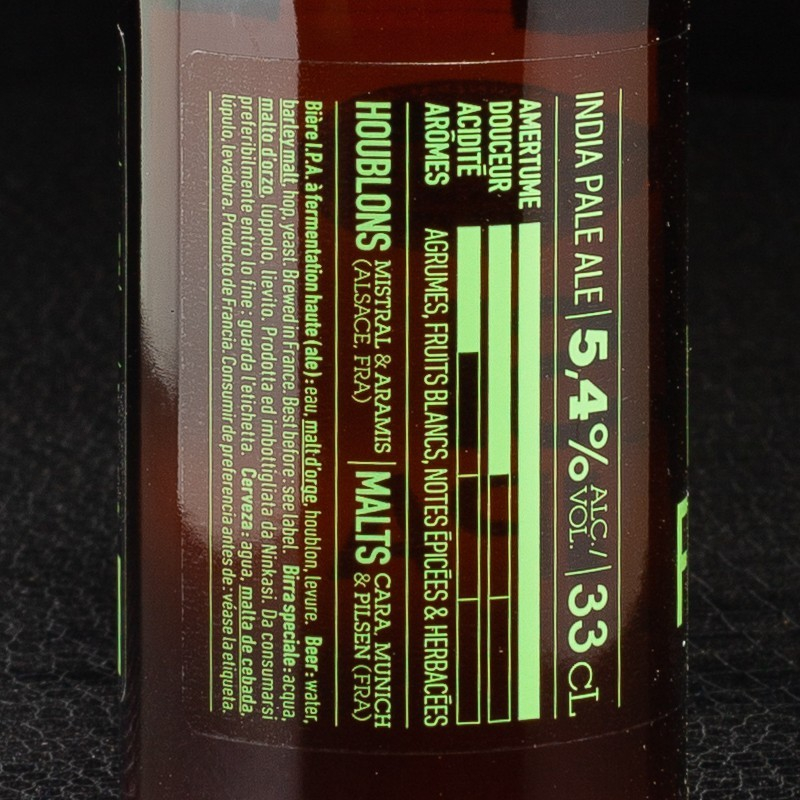 INDIA PALE ALE | 5,4% ALC./VOL. | 33 CL
AMERTUME
DOUCEUR
ACIDITÉ
ARÔMES AGRUMES, FRUITS BLANCS, NOTES ÉPICÉES & HERBACÉES
HOUBLONS MISTRAL & ARAMIS (ALSACE, FRA) | MALTS CARA, MUNICH & PILSEN (FRA)
Bière I.P.A. à fermentation haute (ale) : eau, malt d'orge, houblon, levure. Beer : water,
barley malt, hop, yeast. Brewed in France. Best before : see label. Birra speciale : acqua,
malto d'orzo, luppolo, lievito. Prodotta ed imbottigliata da Ninkasi. Da consumarsi
preferibilmente entro lo fine : guarda l'etichetta. Cerveza : agua, malta de cebada,
lúpulo, levadura. Producto de Francia. Consumir de preferencia antes de : véase la etiqueta.